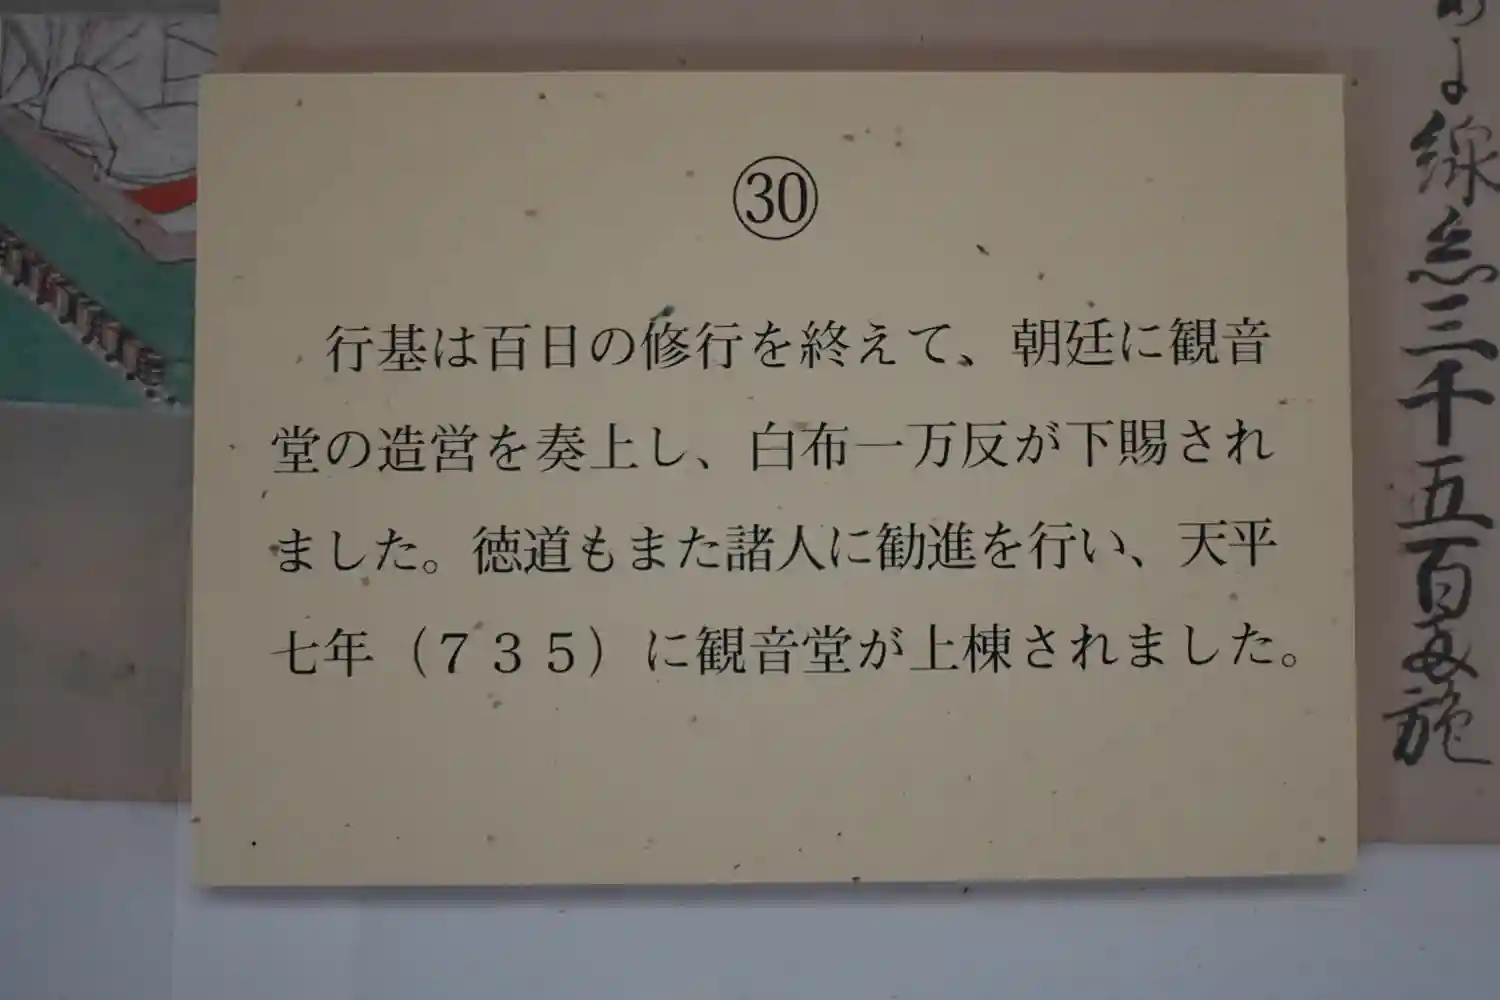 ㉚
行基は百日の修行を終えて、朝廷に観音
堂の造営を奏上し、白布一万反が下賜され
ました。徳道もまた諸人に勧進を行い、天平
七年（７３５）に観音堂が上棟されました。
三千五百
施